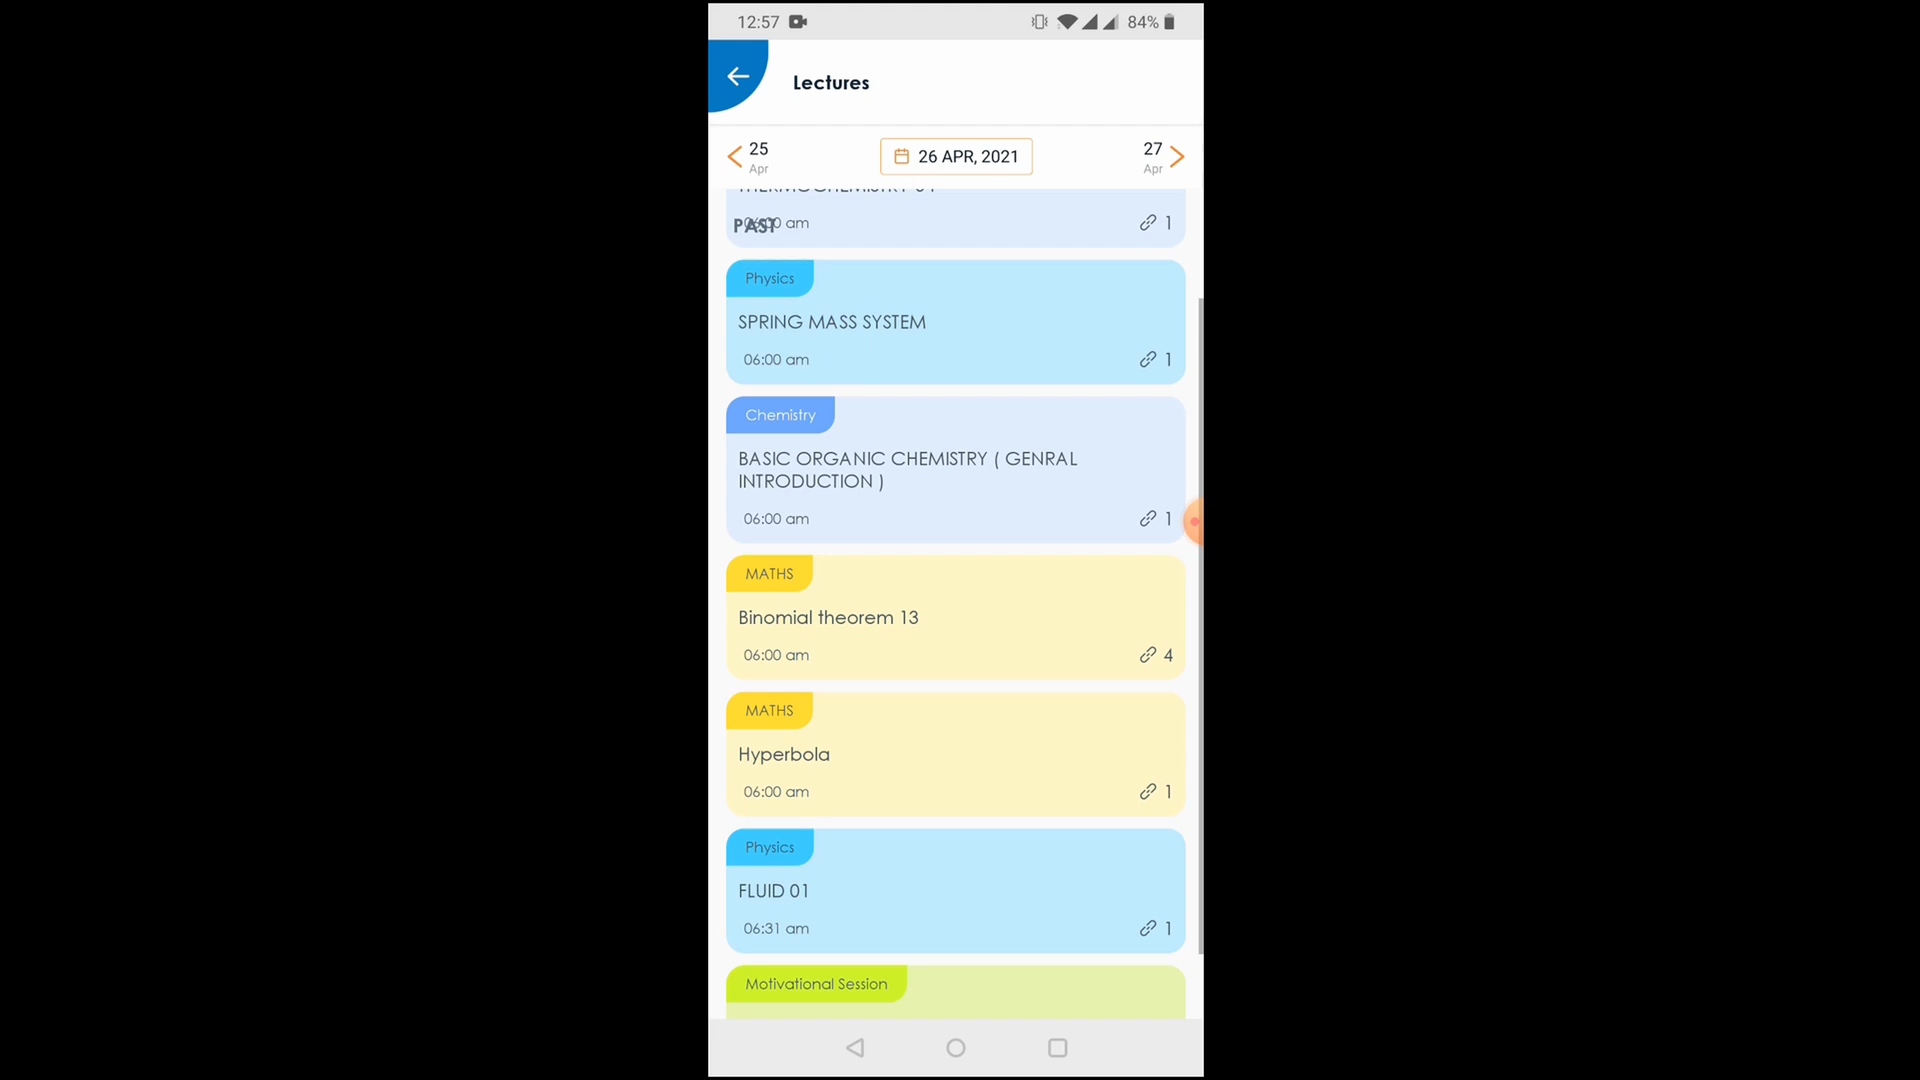 12:57
84%
Lectures
25
Apr
26 APR, 2021
27
Apr
PAST
am
1
Physics
SPRING MASS SYSTEM
06:00 am
1
Chemistry
BASIC ORGANIC CHEMISTRY ( GENRAL
INTRODUCTION )
06:00 am
1
MATHS
Binomial theorem 13
06:00 am
4
MATHS
Hyperbola
06:00 am
1
Physics
FLUID 01
06:31 am
1
Motivational Session